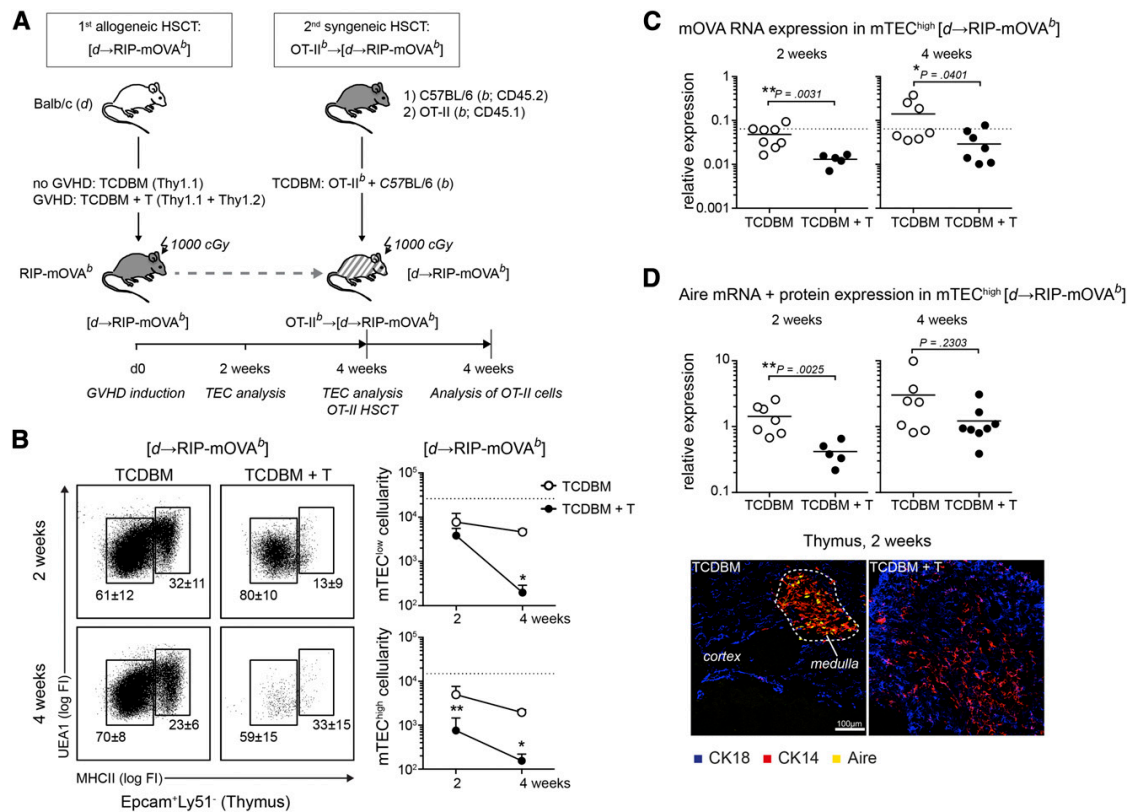 A
1st allogeneic HSCT:
[d→RIP-mOVAb]
2nd syngeneic HSCT:
OT-IIb→[d→RIP-mOVAb]
Balb/c (d)
1) C57BL/6 (b; CD45.2)
2) OT-II (b; CD45.1)
no GVHD: TCDBM (Thy1.1)
GVHD: TCDBM + T (Thy1.1 + Thy1.2)
TCDBM: OT-IIb + C57BL/6 (b)
1000 cGy
1000 cGy
RIP-mOVAb
[d→RIP-mOVAb]
[d→RIP-mOVAb]
OT-IIb→[d→RIP-mOVAb]
d0
2 weeks
4 weeks
4 weeks
GVHD induction
TEC analysis
TEC analysis
OT-II HSCT
Analysis of OT-II cells
B
[d→RIP-mOVAb]
TCDBM
TCDBM + T
2 weeks
61±12
32±11
80±10
13±9
4 weeks
70±8
23±6
59±15
33±15
UEA1 (log FI)
MHCII (log FI)
Epcam+Ly51- (Thymus)
[d→RIP-mOVAb]
TCDBM
TCDBM + T
mTEClow cellularity
105
104
103
102
*
2
4 weeks
mTEChigh cellularity
105
104
103
102
**
*
2
4 weeks
C
mOVA RNA expression in mTEChigh [d→RIP-mOVAb]
2 weeks
4 weeks
relative expression
1
0.1
0.01
0.001
**P = .0031
*P = .0401
TCDBM
TCDBM + T
TCDBM
TCDBM + T
D
Aire mRNA + protein expression in mTEChigh [d→RIP-mOVAb]
2 weeks
4 weeks
relative expression
10
1
0.1
**P = .0025
P = .2303
TCDBM
TCDBM + T
TCDBM
TCDBM + T
Thymus, 2 weeks
TCDBM
TCDBM + T
cortex
medulla
100µm
CK18
CK14
Aire